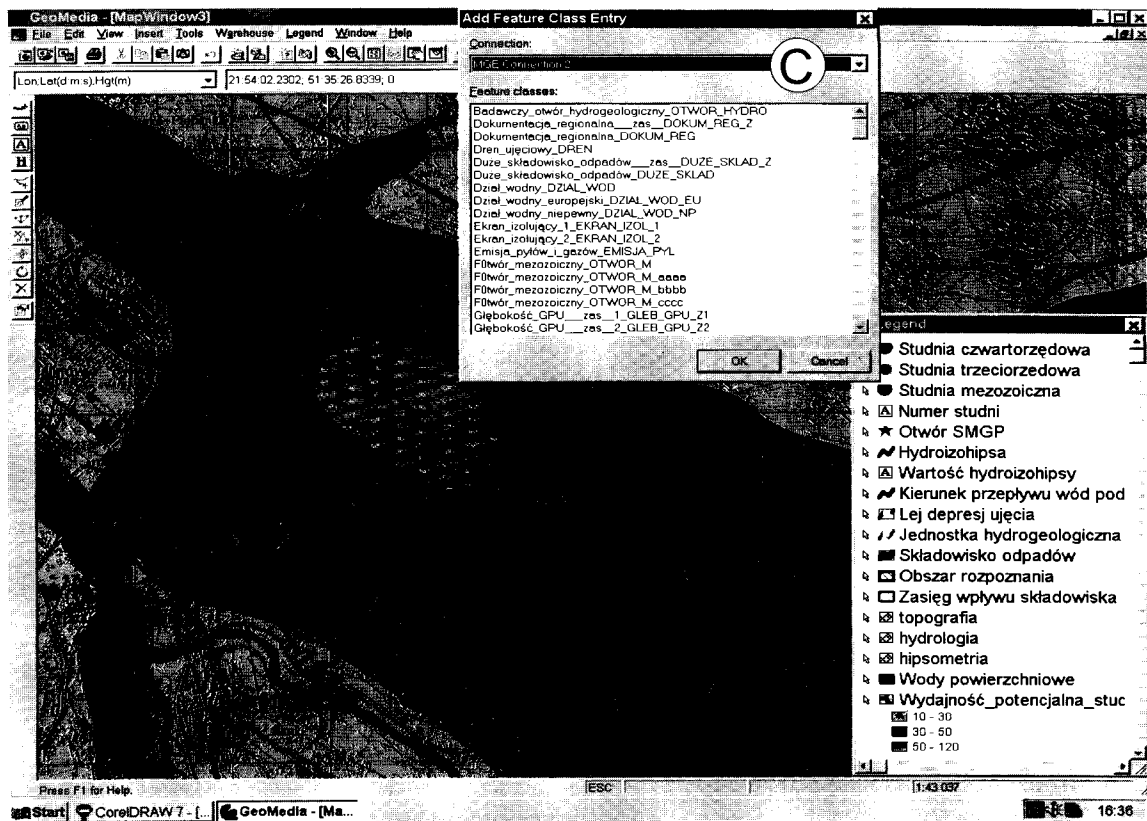 GeoMedia - [MapWindow3]
File Edit View Insert Tools Warehouse Legend Window Help
Lon:Lat(d:m:s),Hgt(m)
21:54:02.2302; 51:35:26.8339; 0
Add Feature Class Entry
Connection:
MGE Connection 2
C
Feature classes:
Badawczy_otwór_hydrogeologiczny_OTWOR_HYDRO
Dokumentacja_regionalna___zas__DOKUM_REG_Z
Dokumentacja_regionalna_DOKUM_REG
Dren_ujęciowy_DREN
Duże_składowisko_odpadów___zas__DUZE_SKLAD_Z
Duże_składowisko_odpadów_DUZE_SKLAD
Dział_wodny_DZIAL_WOD
Dział_wodny_europejski_DZIAL_WOD_EU
Dział_wodny_niepewny_DZIAL_WOD_NP
Ekran_izolujący_1_EKRAN_IZOL_1
Ekran_izolujący_2_EKRAN_IZOL_2
Emisja_pyłów_i_gazów_EMISJA_PYL
F0twór_mezozoiczny_OTWOR_M
F0twór_mezozoiczny_OTWOR_M_aaaa
F0twór_mezozoiczny_OTWOR_M_bbbb
F0twór_mezozoiczny_OTWOR_M_cccc
Głębokość_GPU___zas__1_GLEB_GPU_Z1
Głębokość_GPU___zas__2_GLEB_GPU_Z2
OK Cancel
Legend
Studnia czwartorzędowa
Studnia trzeciorzedowa
Studnia mezozoiczna
A Numer studni
Otwór SMGP
Hydroizohipsa
A Wartość hydroizohipsy
Kierunek przepływu wód pod
Lej depresj ujęcia
Jednostka hydrogeologiczna
Składowisko odpadów
Obszar rozpoznania
Zasięg wpływu składowiska
topografia
hydrologia
hipsometria
Wody powierzchniowe
Wydajność_potencjalna_stuc
10 - 30
30 - 50
50 - 120
Press F1 for Help.
ESC
1:43 037
Start
CorelDRAW 7 - [...
GeoMedia - [Ma...
16:36